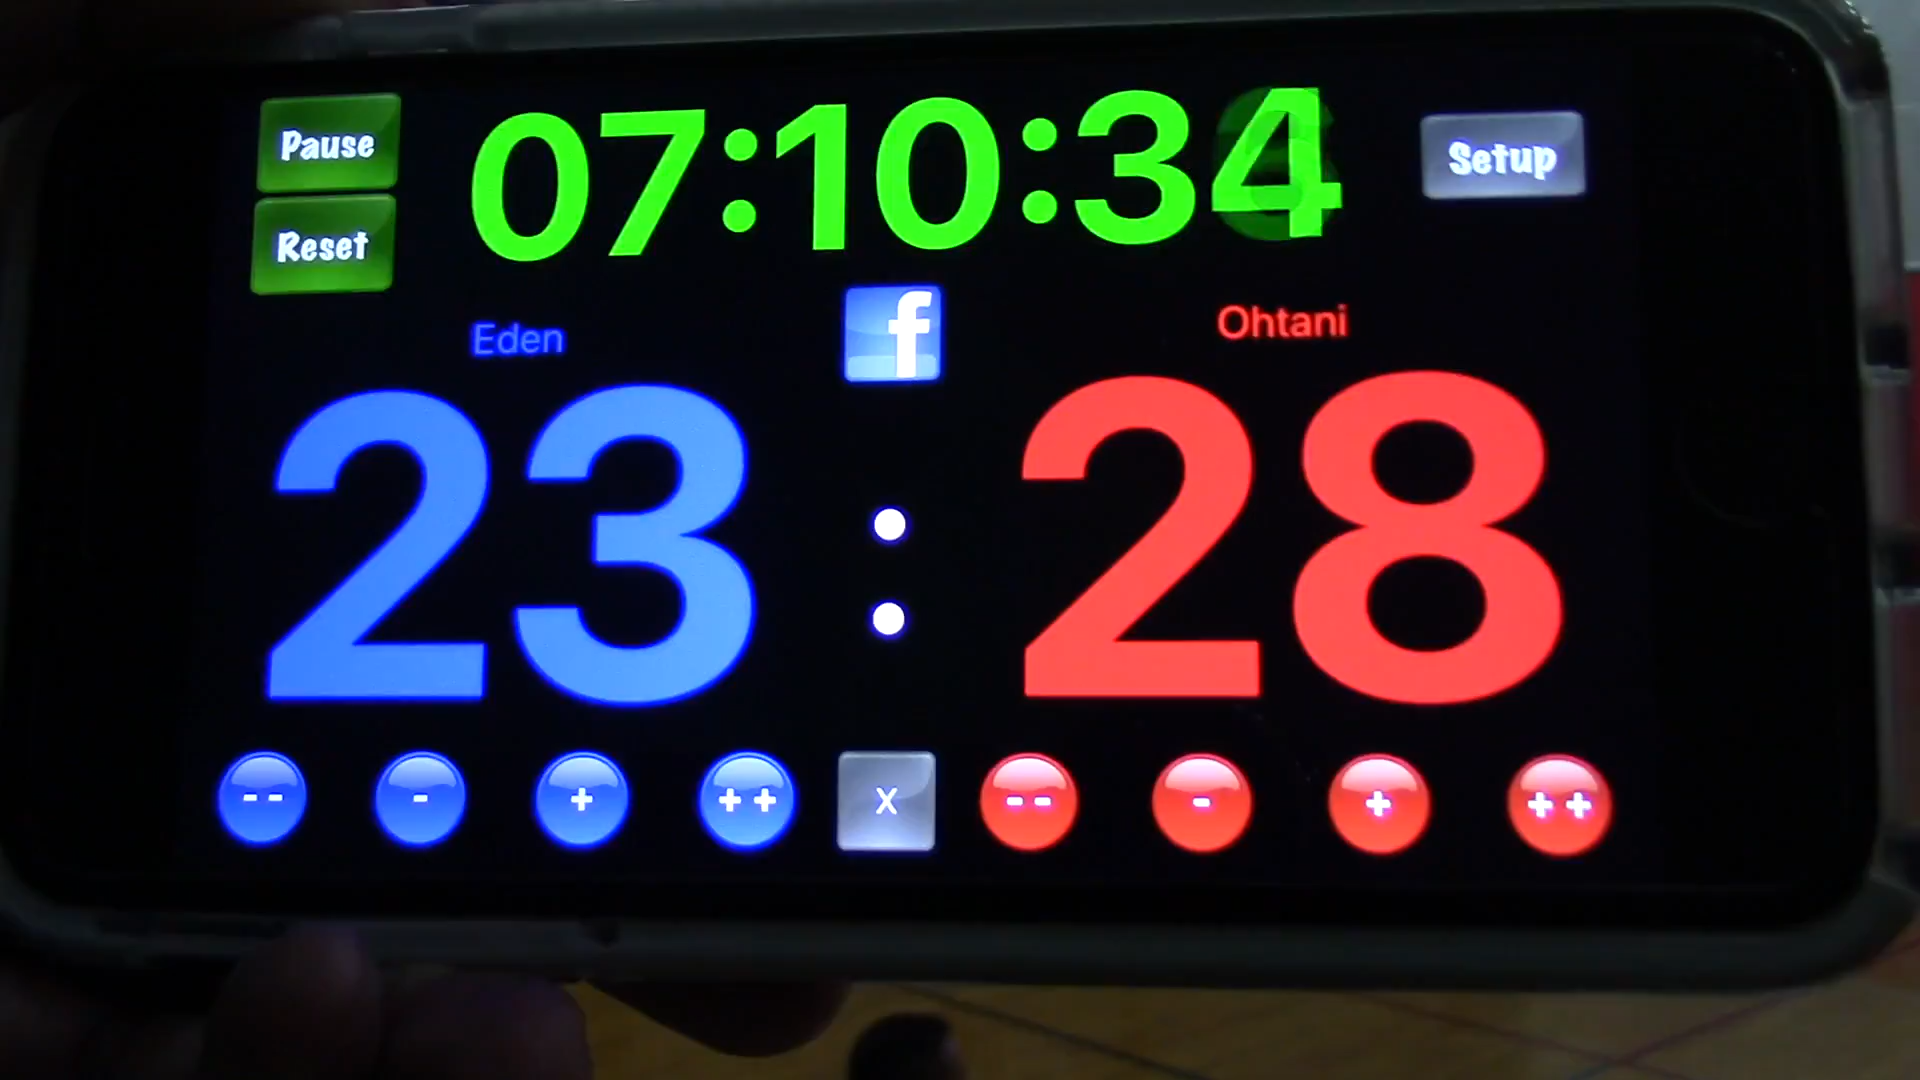 Pause
07:10:34
Setup
Reset
Eden
f
Ohtani
23 : 28
-- - + ++ X -- - + ++